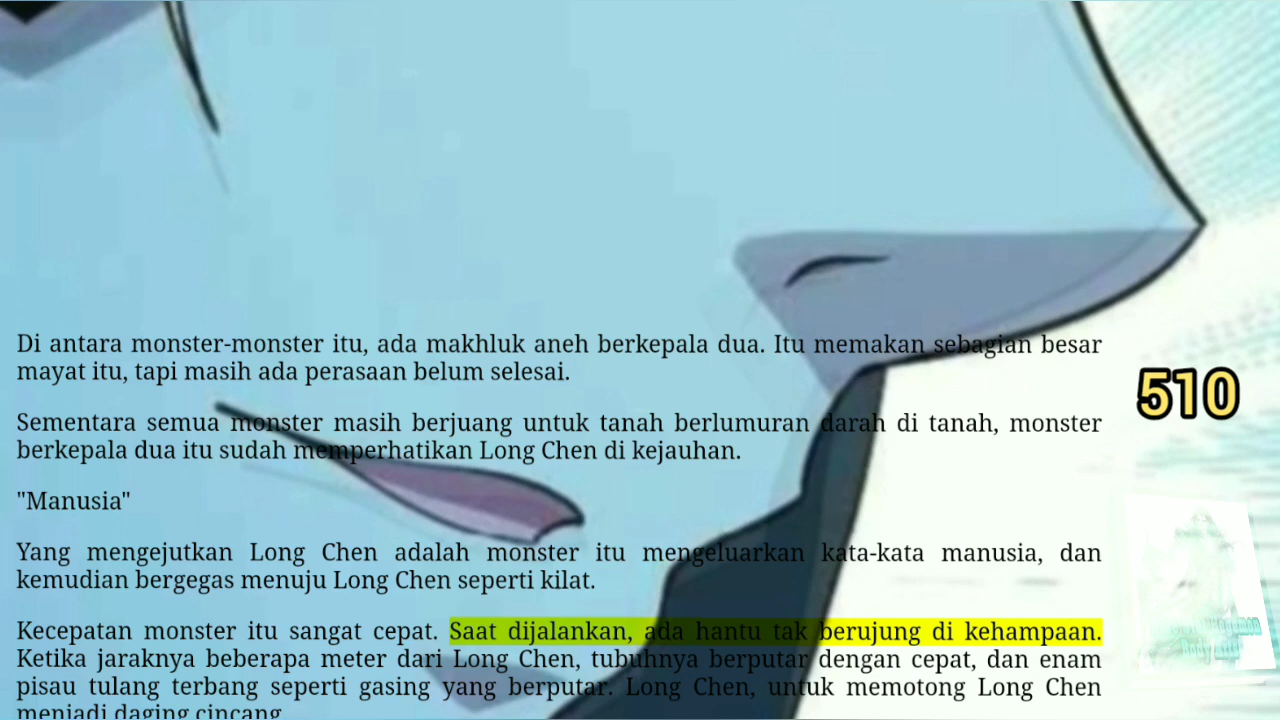 Di antara monster-monster itu, ada makhluk aneh berkepala dua. Itu memakan sebagian besar
mayat itu, tapi masih ada perasaan belum selesai.
510
Sementara semua monster masih berjuang untuk tanah berlumuran darah di tanah, monster
berkepala dua itu sudah memperhatikan Long Chen di kejauhan.
"Manusia"
Yang mengejutkan Long Chen adalah monster itu mengeluarkan kata-kata manusia, dan
kemudian bergegas menuju Long Chen seperti kilat.
Kecepatan monster itu sangat cepat. Saat dijalankan, ada hantu tak berujung di kehampaan.
Ketika jaraknya beberapa meter dari Long Chen, tubuhnya berputar dengan cepat, dan enam
pisau tulang terbang seperti gasing yang berputar. Long Chen, untuk memotong Long Chen
menjadi daging cincang